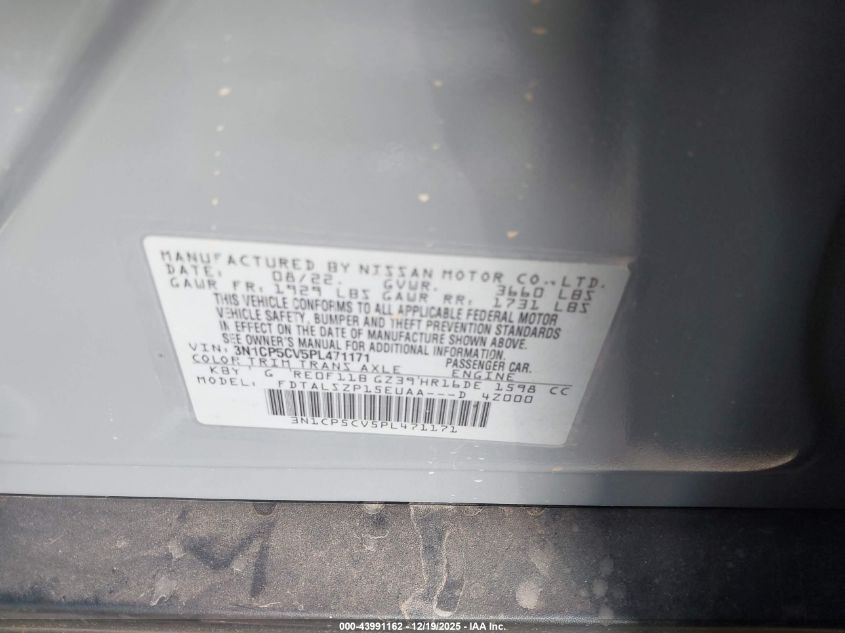 MANUFACTURED BY NISSAN MOTOR CO.,LTD.
DATE: 08/22. GVWR. 3660 LBS
GAWR FR: 1929 LBS GAWR RR: 1731 LBS
THIS VEHICLE CONFORMS TO ALL APPLICABLE FEDERAL MOTOR
VEHICLE SAFETY, BUMPER AND THEFT PREVENTION STANDARDS
IN EFFECT ON THE DATE OF MANUFACTURE SHOWN ABOVE.
SEE OWNER'S MANUAL FOR ADDITIONAL INFORMATION.
VIN: 3N1CP5CV5PL471171 PASSENGER CAR.
COLOR TRIM TRANS AXLE ENGINE
KBY G RE0F11B GZ39 HR16DE 1598 CC
MODEL: FDTALSZP15EUAA---D 4Z000
3N1CP5CV5PL471171
000-43991162 - 12/19/2025 - IAA Inc.